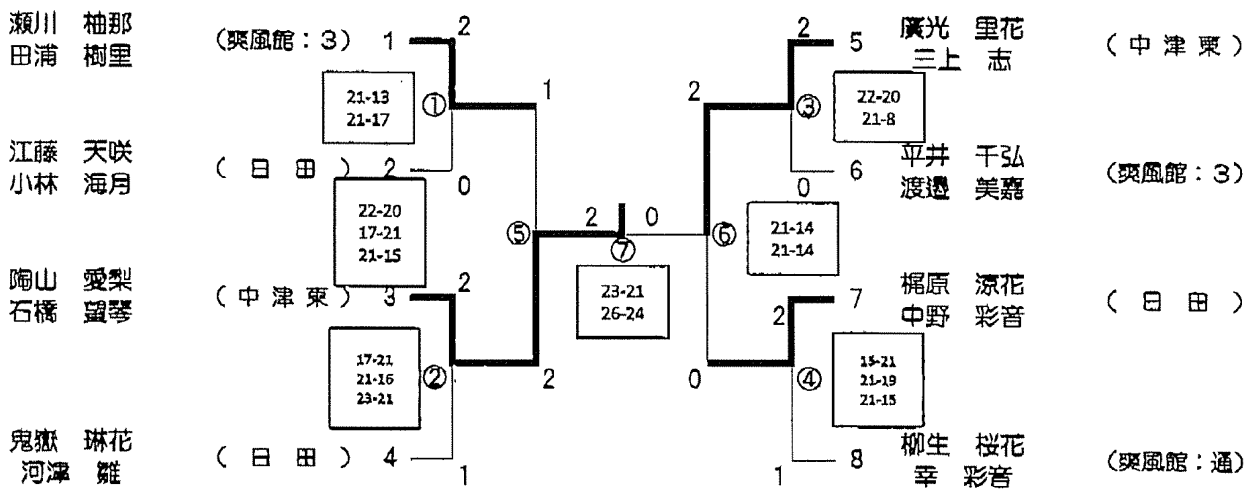 瀬川 柚那
田浦 樹里
(爽風館：3) 1
2
21-13
21-17
①
1
江藤 天咲
小林 海月
(日田) 2
0
22-20
17-21
21-15
⑤
陶山 愛梨
石橋 望琴
(中津東) 3
2
17-21
21-16
23-21
②
2
鬼嶽 琳花
河津 雛
(日田) 4
1
2 0
⑦
23-21
26-24
2 5
廣光 里花
三上 志
(中津東)
2
③
22-20
21-8
6
平井 千弘
渡邉 美嘉
(爽風館：3)
0
⑥
21-14
21-14
2 7
梶原 涼花
中野 彩音
(日田)
0
④
15-21
21-19
21-15
1 8
柳生 桜花
幸 彩音
(爽風館：通)